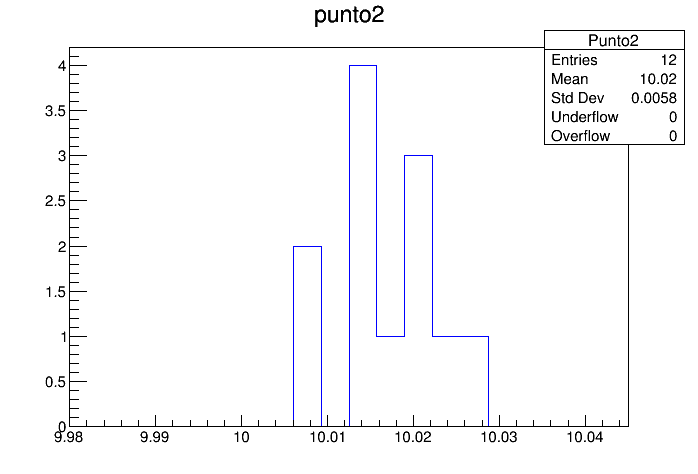 punto2
Punto2
Entries 12
Mean 10.02
Std Dev 0.0058
Underflow 0
Overflow 0
4
3.5
3
2.5
2
1.5
1
0.5
0
9.98 9.99 10 10.01 10.02 10.03 10.04